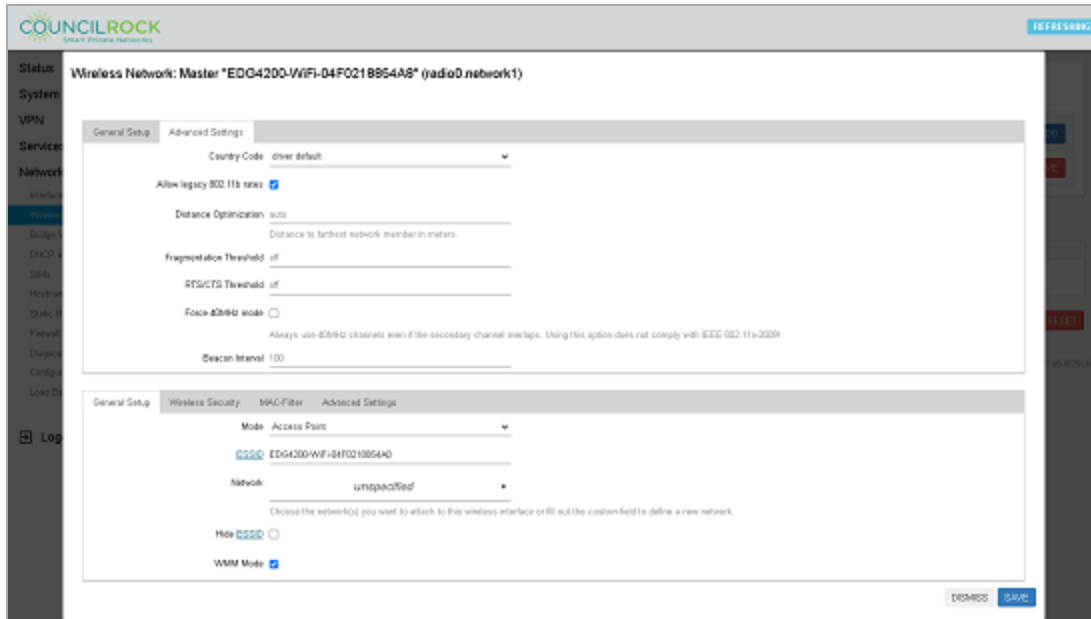 COUNCILROCK
Smart Private Networks
REFRESHING
Status
System
VPN
Network
Wireless Network: Master "EDG4200-WiFi-04F0218854A8" (radio0.network1)
General Setup Advanced Settings
Country Code driver default
Allow legacy 802.11b rates
Distance Optimization auto
Distance to farthest network member in meters.
Fragmentation Threshold off
RTS/CTS Threshold off
Force 40MHz mode
Always use 40MHz channels even if the secondary channel overlaps. Using this option does not comply with IEEE 802.11n-2009!
Beacon Interval 100
General Setup Wireless Security MAC-Filter Advanced Settings
Mode Access Point
ESSID EDG4200-WiFi-04F0218854A8
Network unspecified
Choose the network(s) you want to attach to this wireless interface or fill out the custom field to define a new network.
Hide ESSID
WMM Mode
Log
RESET
DISMISS SAVE